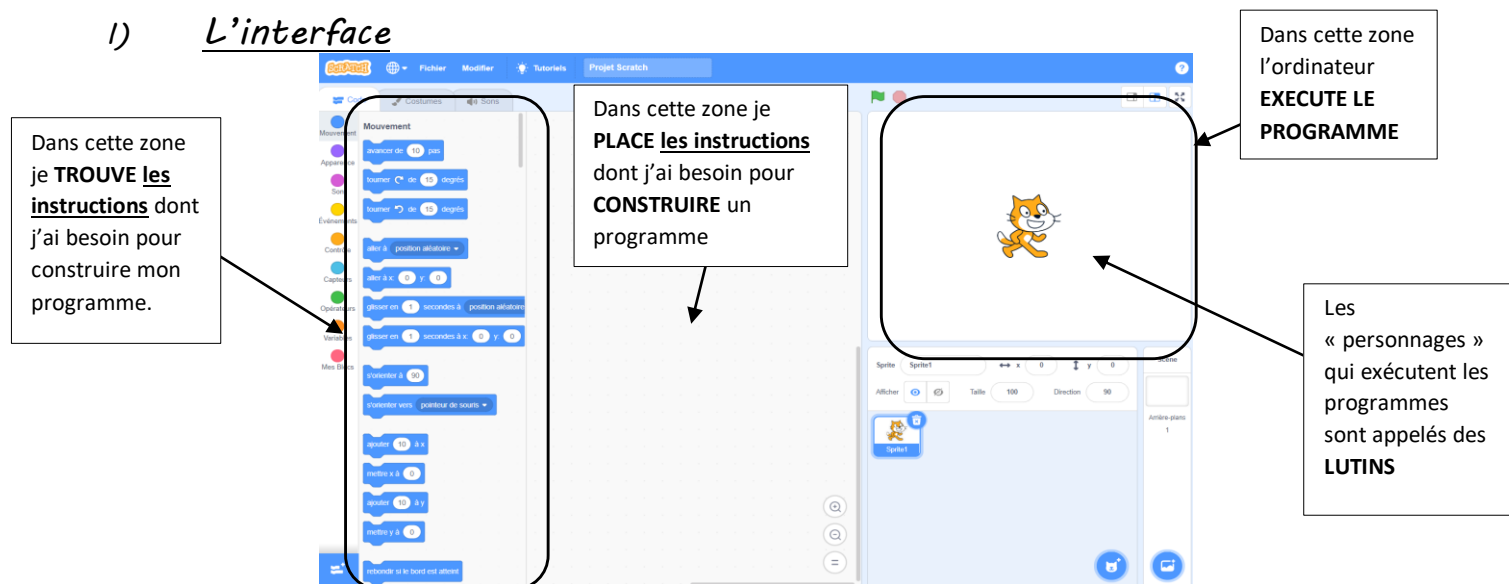 I) L'interface
SCRATCH Fichier Modifier Tutoriels Projet Scratch ?
Code Costumes Sons
Dans cette zone
je TROUVE les
instructions dont
j'ai besoin pour
construire mon
programme.
Mouvement
Apparence
Son
Événements
Contrôle
Capteurs
Opérateurs
Variables
Mes Blocs
Mouvement
avancer de 10 pas
tourner de 15 degrés
tourner de 15 degrés
aller à position aléatoire
aller à x: 0 y: 0
glisser en 1 secondes à position aléatoire
glisser en 1 secondes à x: 0 y: 0
s'orienter à 90
s'orienter vers pointeur de souris
ajouter 10 à x
mettre x à 0
ajouter 10 à y
mettre y à 0
rebondir si le bord est atteint
Dans cette zone je
PLACE les instructions
dont j'ai besoin pour
CONSTRUIRE un
programme
Dans cette zone
l'ordinateur
EXECUTE LE
PROGRAMME
Les
« personnages »
qui exécutent les
programmes
sont appelés des
LUTINS
Sprite Sprite1 x 0 y 0
Afficher Taille 100 Direction 90
Sprite1
Scène
Arrière-plans
1